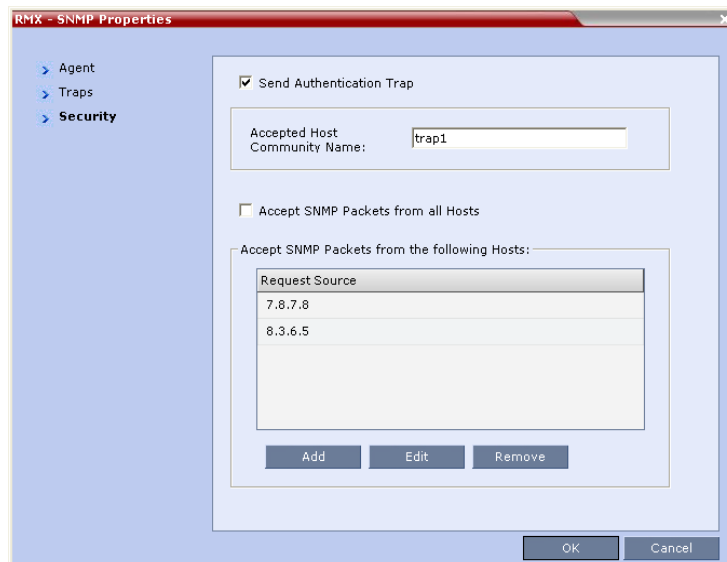 RMX - SNMP Properties
Agent
Traps
Security
Send Authentication Trap
Accepted Host
Community Name:
trap1
Accept SNMP Packets from all Hosts
Accept SNMP Packets from the following Hosts:
Request Source
7.8.7.8
8.3.6.5
Add Edit Remove
OK Cancel